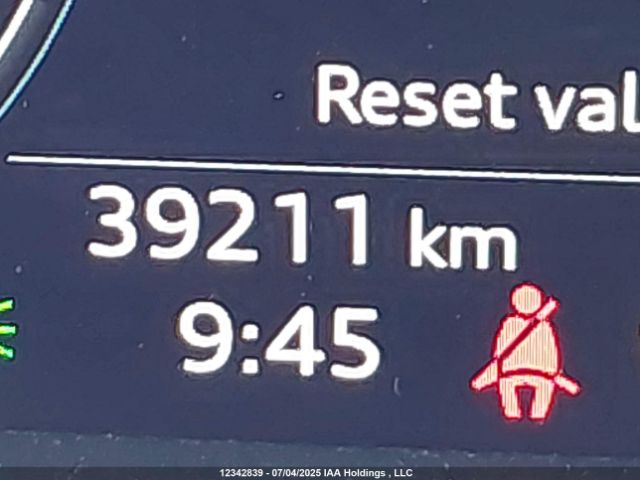 Reset val
39211 km
9:45
12342839 - 07/04/2025 IAA Holdings , LLC